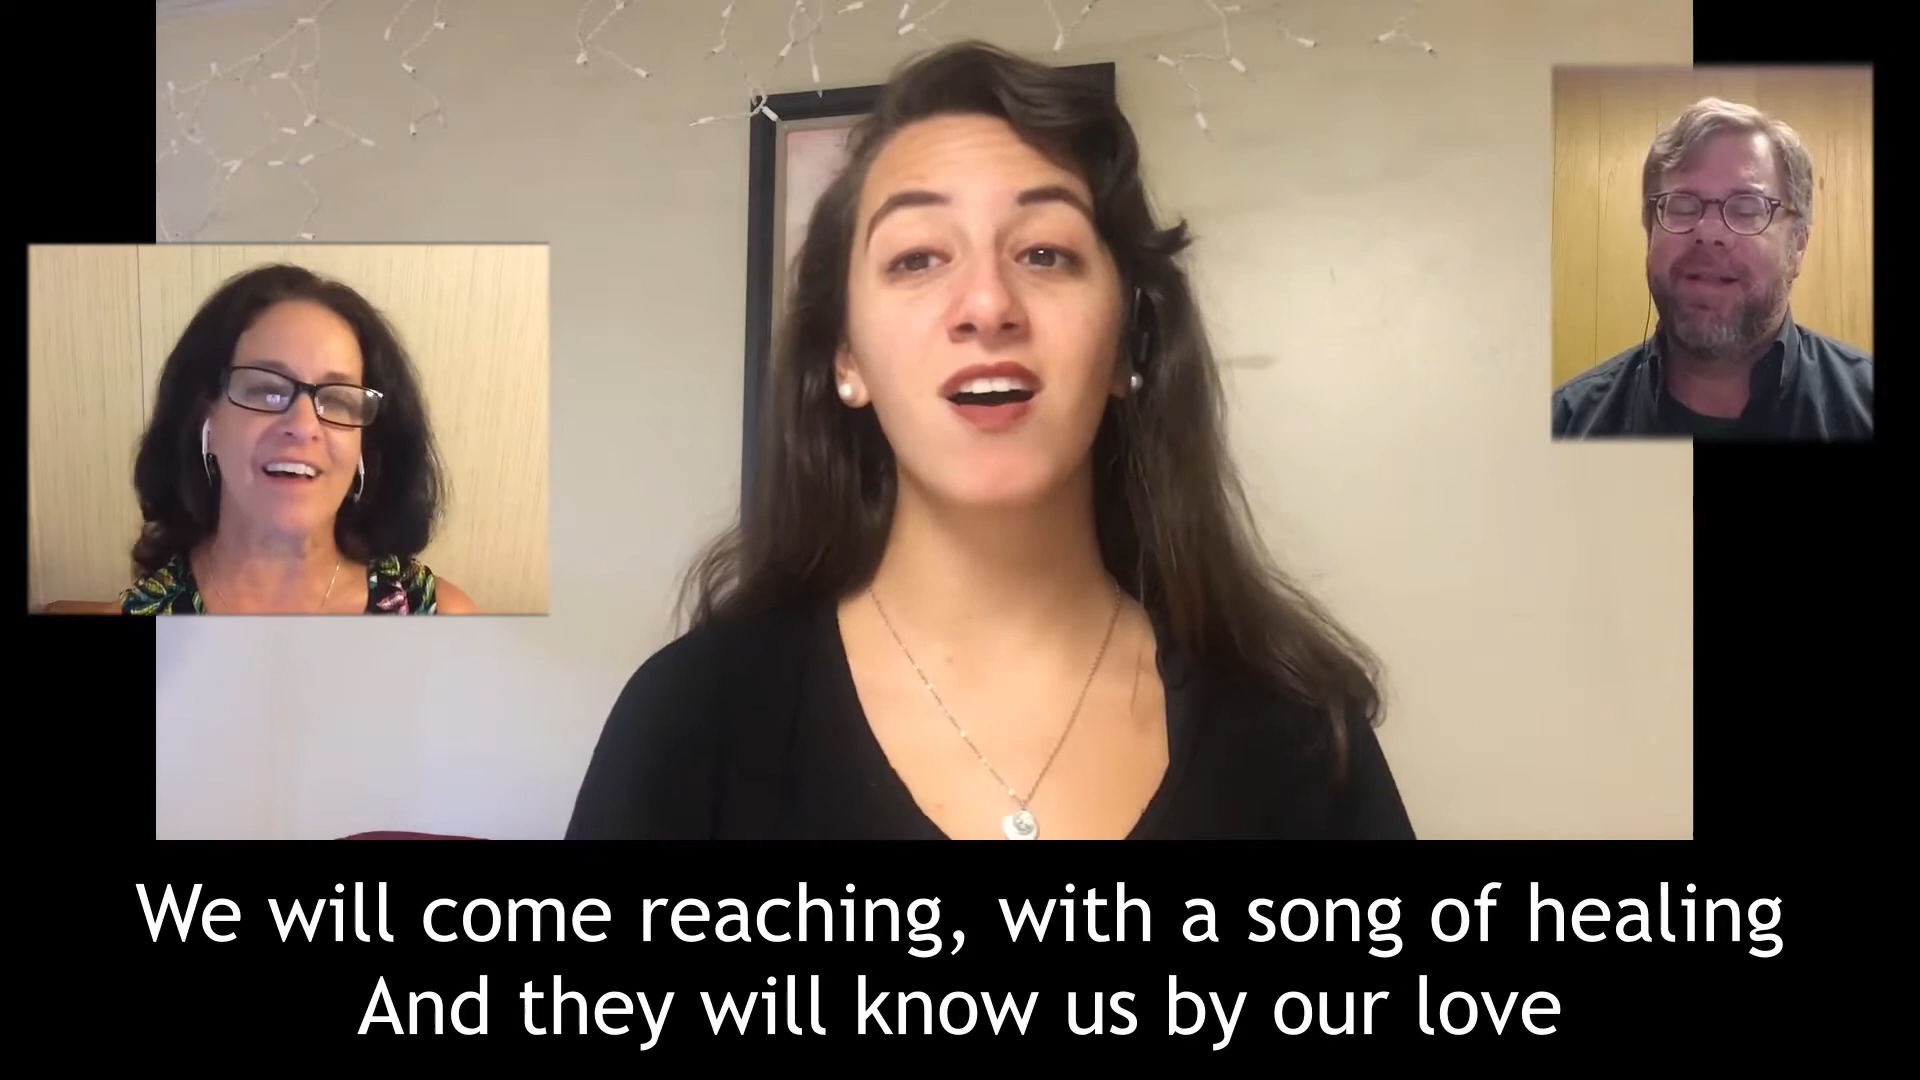 We will come reaching, with a song of healing
And they will know us by our love